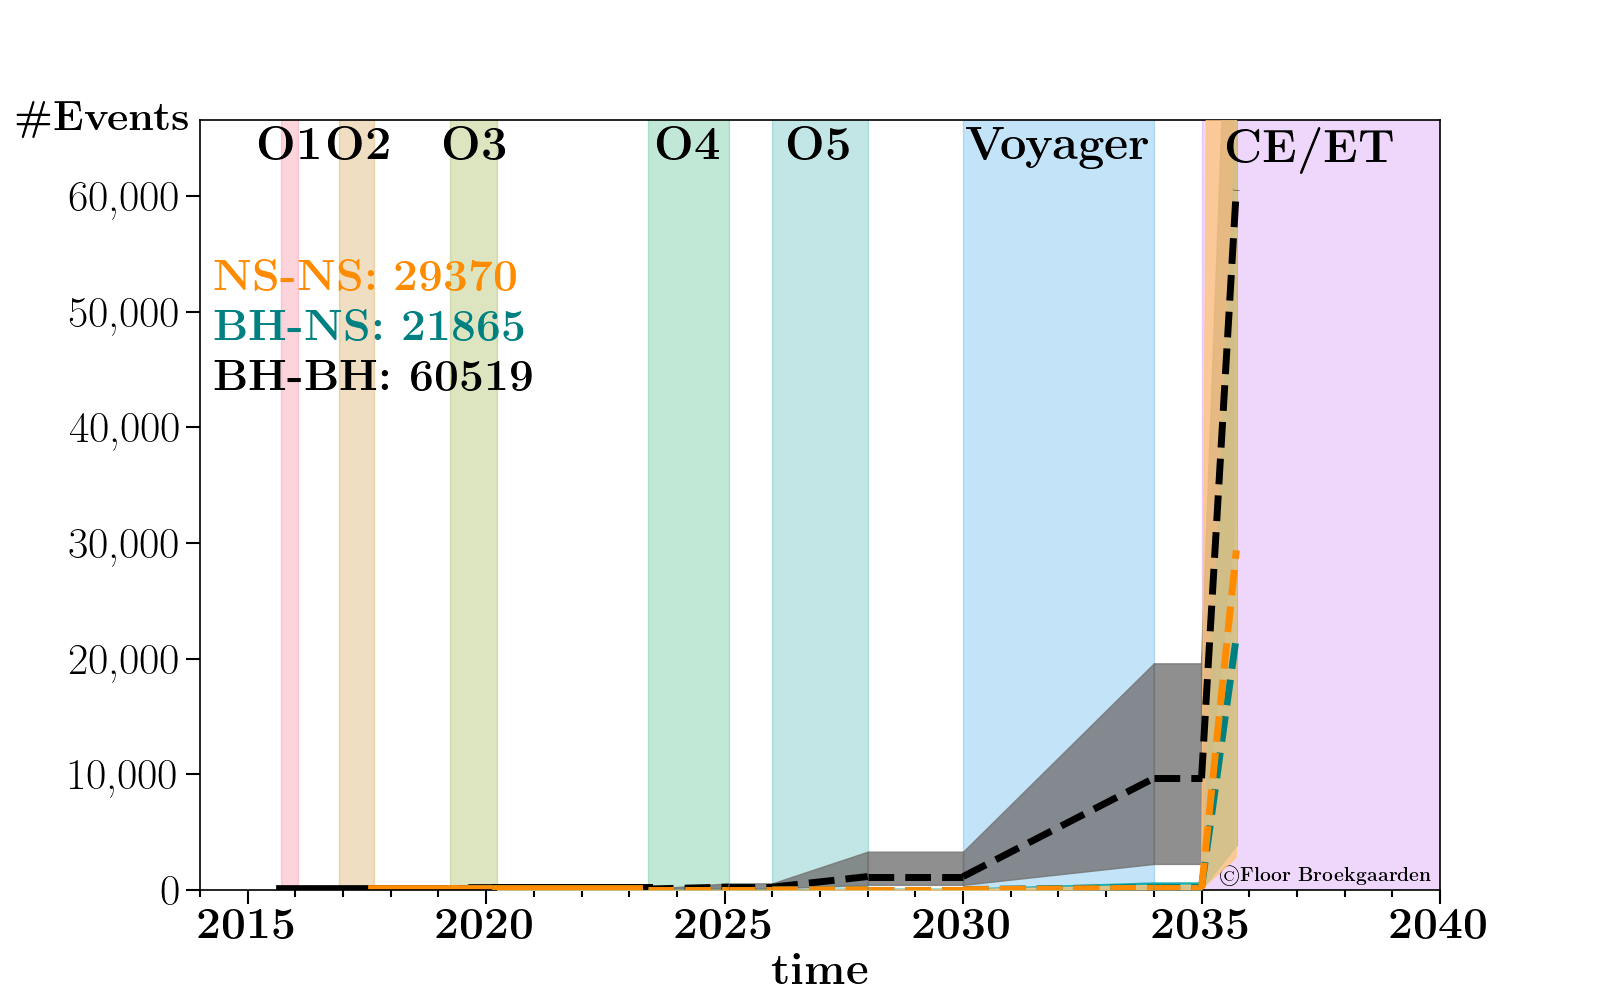 #Events
O1 O2 O3 O4 O5 Voyager CE/ET
60,000
NS-NS: 29370
50,000
BH-NS: 21865
BH-BH: 60519
40,000
30,000
20,000
10,000
©Floor Broekgaarden
0
2015 2020 2025 2030 2035 2040
time